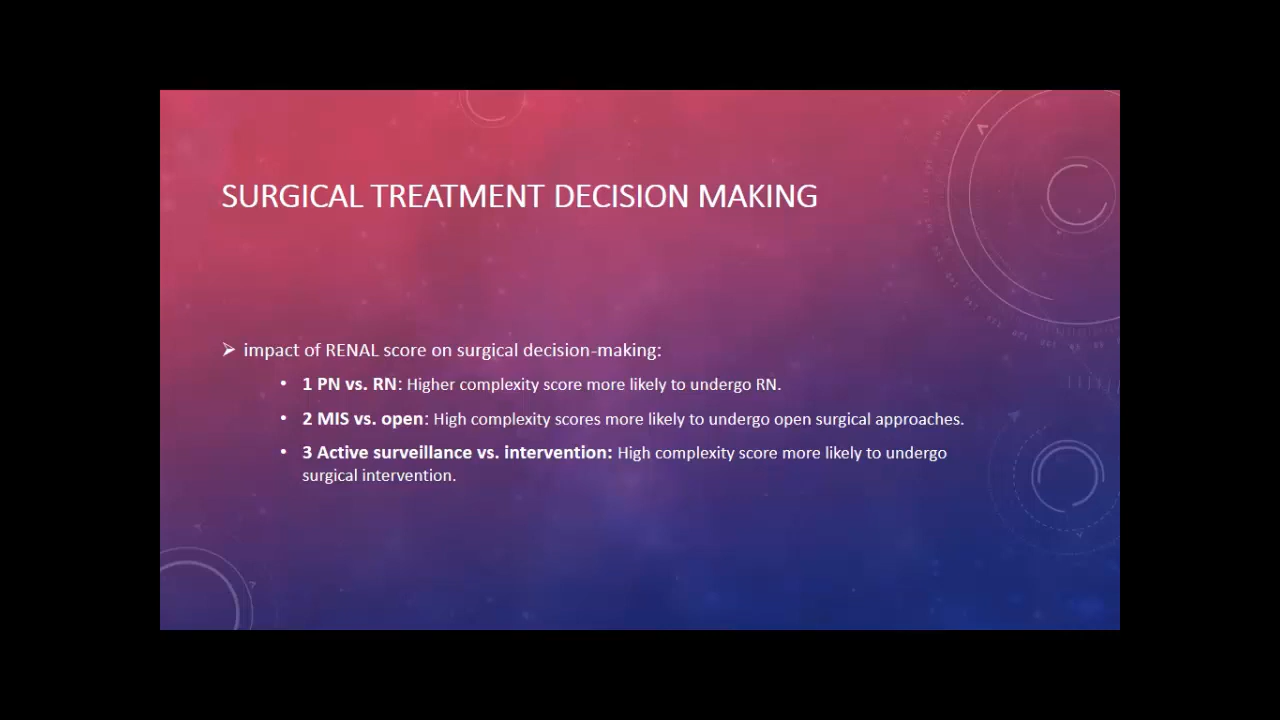 SURGICAL TREATMENT DECISION MAKING
➢ impact of RENAL score on surgical decision-making:
• 1 PN vs. RN: Higher complexity score more likely to undergo RN.
• 2 MIS vs. open: High complexity scores more likely to undergo open surgical approaches.
• 3 Active surveillance vs. intervention: High complexity score more likely to undergo
surgical intervention.